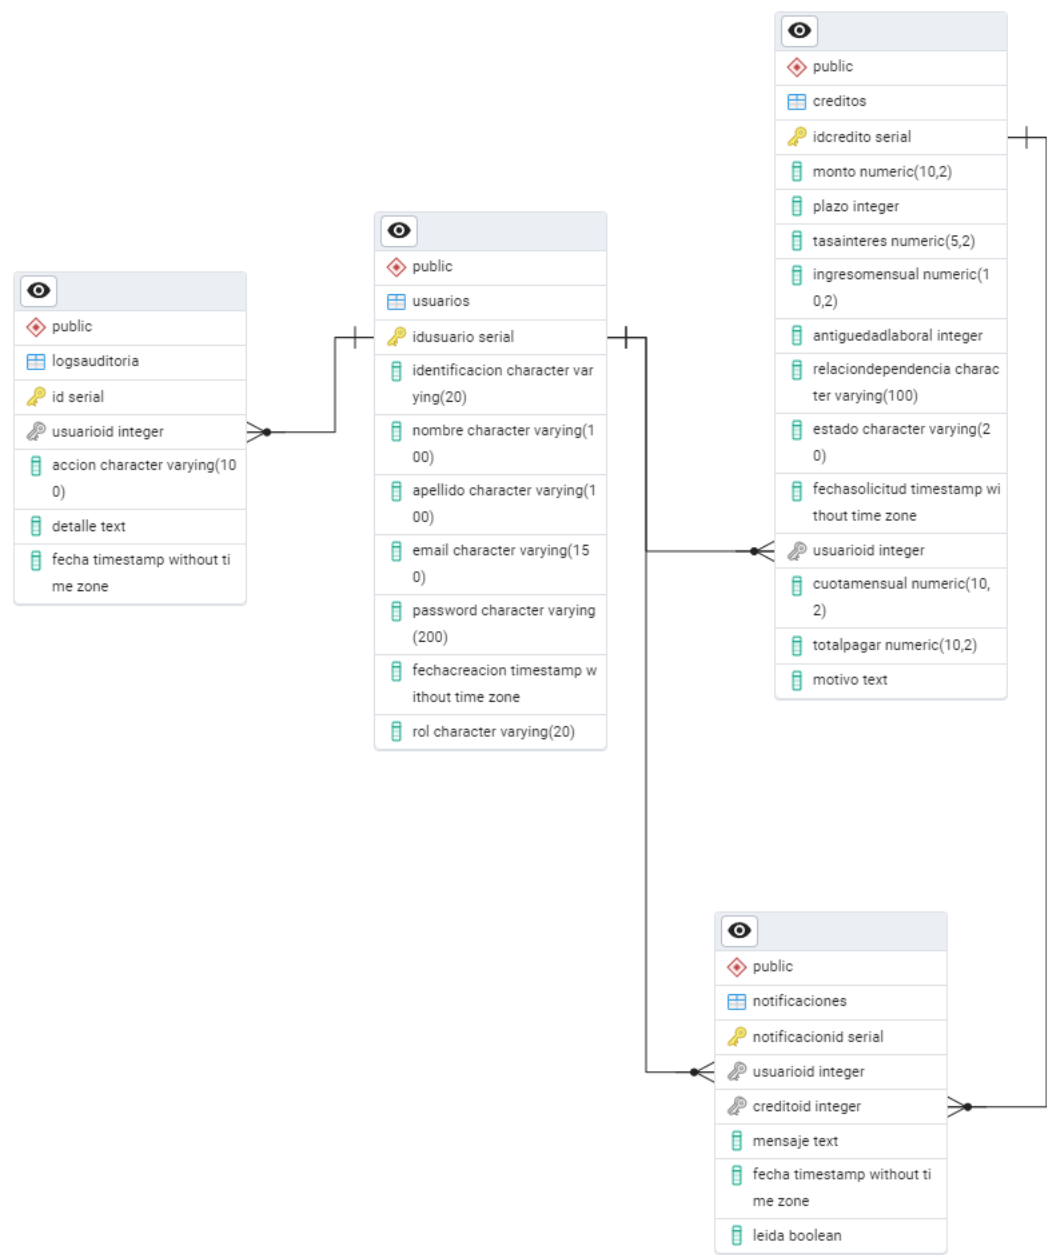 public
logsauditoria
id serial
usuarioid integer
accion character varying(10
0)
detalle text
fecha timestamp without ti
me zone
public
usuarios
idusuario serial
identificacion character var
ying(20)
nombre character varying(1
00)
apellido character varying(1
00)
email character varying(15
0)
password character varying
(200)
fechacreacion timestamp w
ithout time zone
rol character varying(20)
public
creditos
idcredito serial
monto numeric(10,2)
plazo integer
tasainteres numeric(5,2)
ingresomensual numeric(1
0,2)
antiguedadlaboral integer
relaciondependencia charac
ter varying(100)
estado character varying(2
0)
fechasolicitud timestamp wi
thout time zone
usuarioid integer
cuotamensual numeric(10,
2)
totalpagar numeric(10,2)
motivo text
public
notificaciones
notificacionid serial
usuarioid integer
creditoid integer
mensaje text
fecha timestamp without ti
me zone
leida boolean